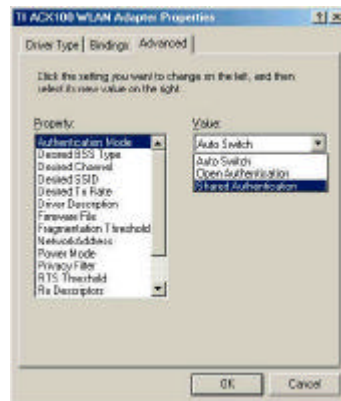 TI ACX100 WLAN Adapter Properties
Driver Type
Bindings
Advanced
Click the setting you want to change on the left, and then
select its new value on the right.
Property:
Value:
Authentication Mode
Desired BSS Type
Desired Channel
Desired SSID
Desired Tx Rate
Driver Description
Firmware File
Fragmentation Threshold
NetworkAddress
Power Mode
Privacy Filter
RTS Threshold
Rx Descriptors
Auto Switch
Auto Switch
Open Authentication
Shared Authentication
OK
Cancel